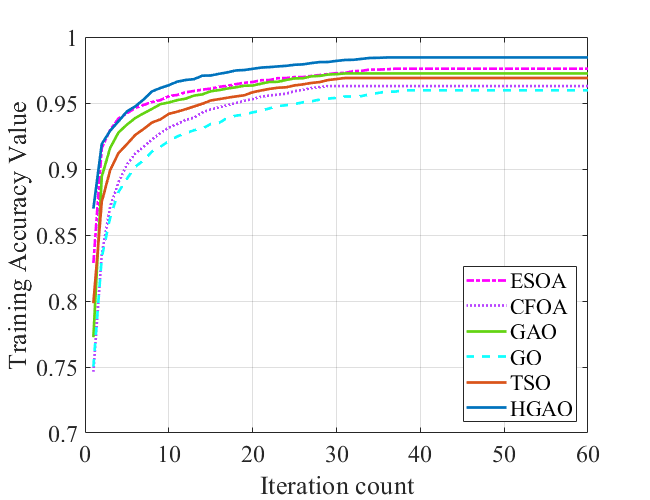 1
0.95
0.9
0.85
0.8
0.75
0.7
Training Accuracy Value
0 10 20 30 40 50 60
Iteration count
ESOA
CFOA
GAO
GO
TSO
HGAO